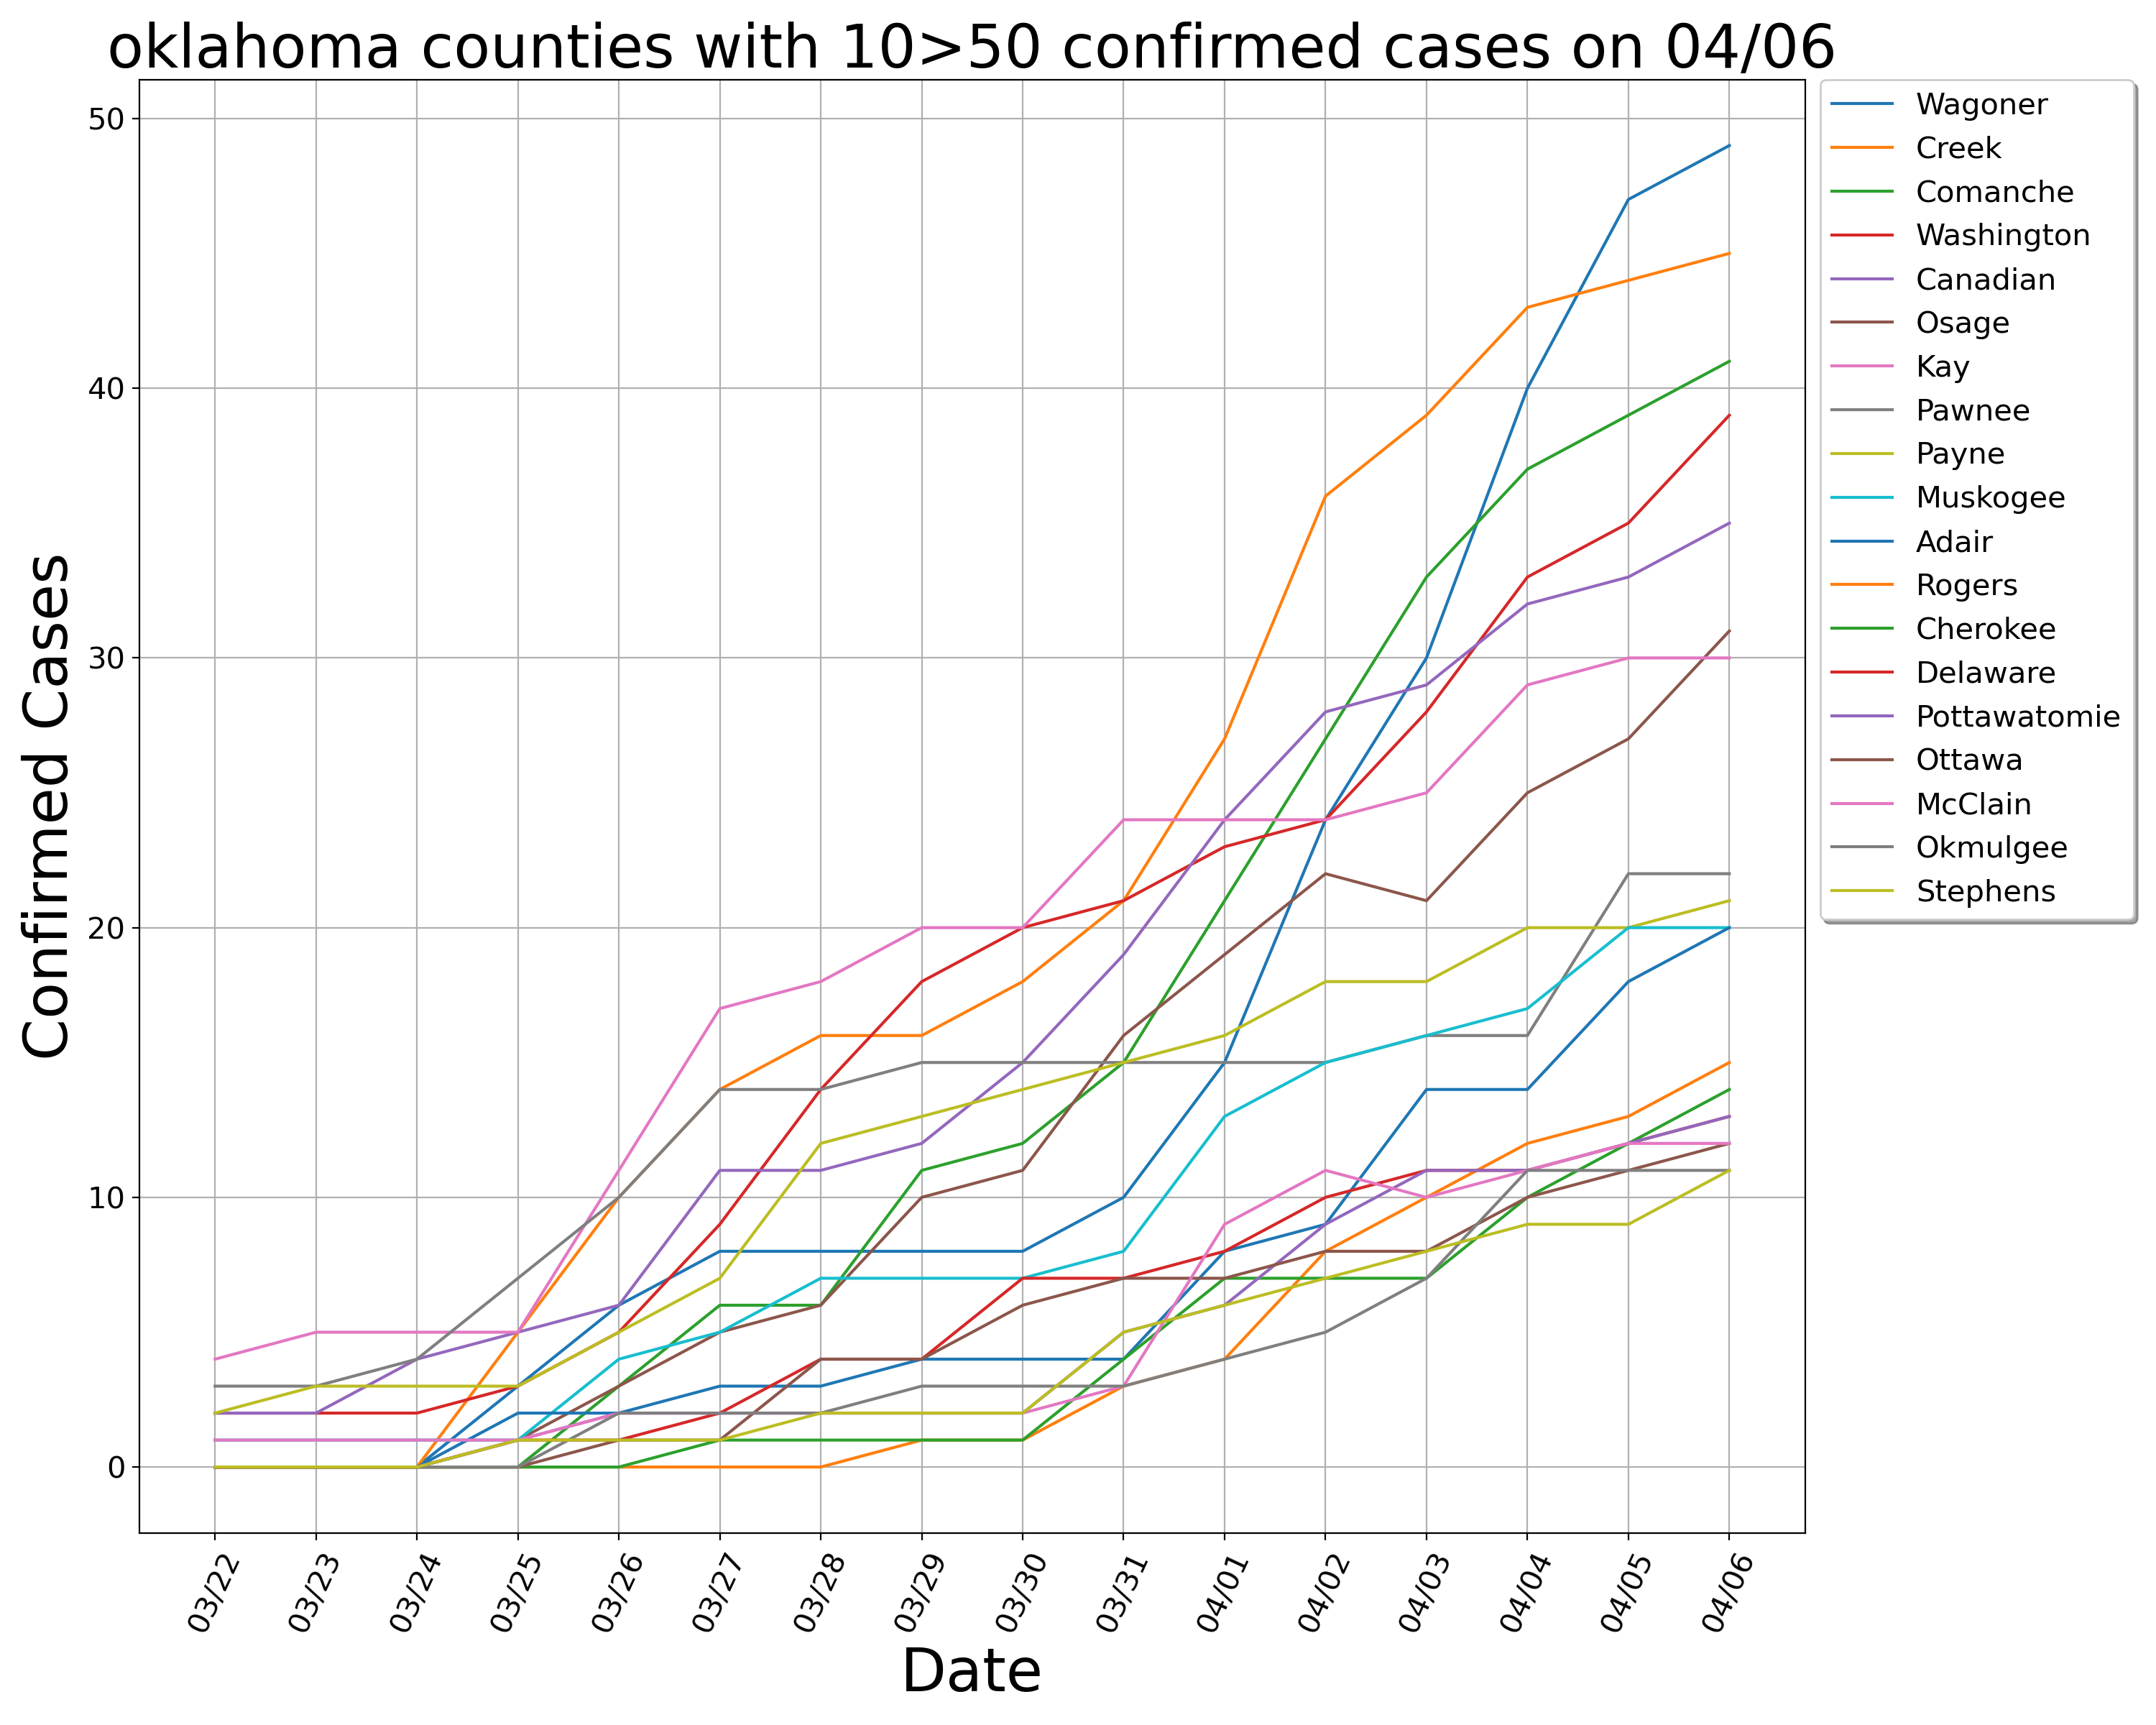 oklahoma counties with 10>50 confirmed cases on 04/06
50
40
30
20
10
0
Confirmed Cases
03/22
03/23
03/24
03/25
03/26
03/27
03/28
03/29
03/30
03/31
04/01
04/02
04/03
04/04
04/05
04/06
Date
Wagoner
Creek
Comanche
Washington
Canadian
Osage
Kay
Pawnee
Payne
Muskogee
Adair
Rogers
Cherokee
Delaware
Pottawatomie
Ottawa
McClain
Okmulgee
Stephens